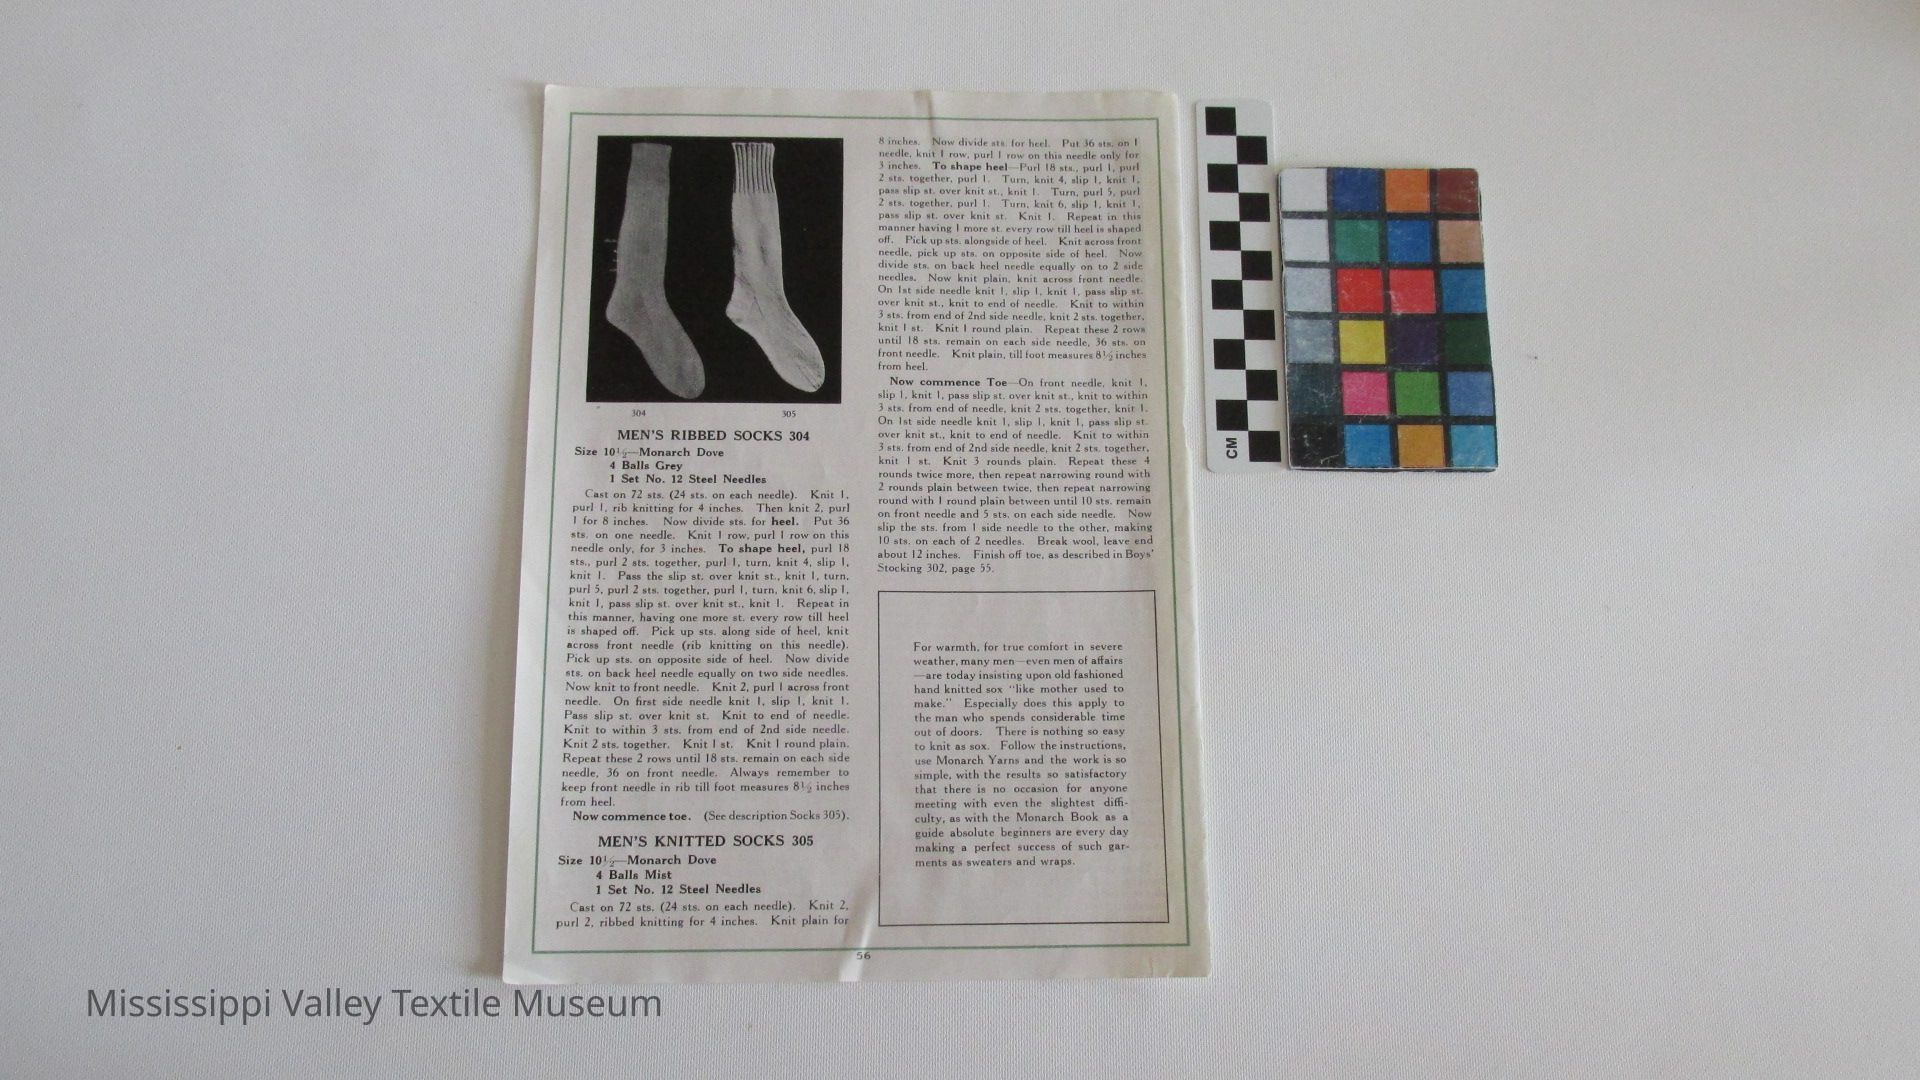 304 305
MEN'S RIBBED SOCKS 304
Size 10½—Monarch Dove
4 Balls Grey
1 Set No. 12 Steel Needles
Cast on 72 sts. (24 sts. on each needle). Knit 1,
purl 1, rib knitting for 4 inches. Then knit 2, purl
1 for 8 inches. Now divide sts. for heel. Put 36
sts. on one needle. Knit 1 row, purl 1 row on this
needle only, for 3 inches. To shape heel, purl 18
sts., purl 2 sts. together, purl 1, turn, knit 4, slip 1,
knit 1. Pass the slip st. over knit st., knit 1, turn,
purl 5, purl 2 sts. together, purl 1, turn, knit 6, slip 1,
knit 1, pass slip st. over knit st., knit 1. Repeat in
this manner, having one more st. every row till heel
is shaped off. Pick up sts. along side of heel, knit
across front needle (rib knitting on this needle).
Pick up sts. on opposite side of heel. Now divide
sts. on back heel needle equally on two side needles.
Now knit to front needle. Knit 2, purl 1 across front
needle. On first side needle knit 1, slip 1, knit 1.
Pass slip st. over knit st. Knit to end of needle.
Knit to within 3 sts. from end of 2nd side needle.
Knit 2 sts. together. Knit 1 st. Knit 1 round plain.
Repeat these 2 rows until 18 sts. remain on each side
needle, 36 on front needle. Always remember to
keep front needle in rib till foot measures 8½ inches
from heel.
Now commence toe. (See description Socks 305).
MEN'S KNITTED SOCKS 305
Size 10½—Monarch Dove
4 Balls Mist
1 Set No. 12 Steel Needles
Cast on 72 sts. (24 sts. on each needle). Knit 2,
purl 2, ribbed knitting for 4 inches. Knit plain for
8 inches. Now divide sts. for heel. Put 36 sts. on 1
needle, knit 1 row, purl 1 row on this needle only for
3 inches. To shape heel—Purl 18 sts., purl 1, purl
2 sts. together, purl 1. Turn, knit 4, slip 1, knit 1,
pass slip st. over knit st., knit 1. Turn, purl 5, purl
2 sts. together, purl 1. Turn, knit 6, slip 1, knit 1,
pass slip st. over knit st. Knit 1. Repeat in this
manner having 1 more st. every row till heel is shaped
off. Pick up sts. alongside of heel. Knit across front
needle, pick up sts. on opposite side of heel. Now
divide sts. on back heel needle equally on to 2 side
needles. Now knit plain, knit across front needle.
On 1st side needle knit 1, slip 1, knit 1, pass slip st.
over knit st., knit to end of needle. Knit to within
3 sts. from end of 2nd side needle, knit 2 sts. together,
knit 1 st. Knit 1 round plain. Repeat these 2 rows
until 18 sts. remain on each side needle, 36 sts. on
front needle. Knit plain, till foot measures 8½ inches
from heel.
Now commence Toe—On front needle, knit 1,
slip 1, knit 1, pass slip st. over knit st., knit to within
3 sts. from end of needle, knit 2 sts. together, knit 1.
On 1st side needle knit 1, slip 1, knit 1, pass slip st.
over knit st., knit to end of needle. Knit to within
3 sts. from end of 2nd side needle, knit 2 sts. together,
knit 1 st. Knit 3 rounds plain. Repeat these 4
rounds twice more, then repeat narrowing round with
2 rounds plain between twice, then repeat narrowing
round with 1 round plain between until 10 sts. remain
on front needle and 5 sts. on each side needle. Now
slip the sts. from 1 side needle to the other, making
10 sts. on each of 2 needles. Break wool, leave end
about 12 inches. Finish off toe, as described in Boys'
Stocking 302, page 55.
For warmth, for true comfort in severe
weather, many men—even men of affairs
—are today insisting upon old fashioned
hand knitted sox "like mother used to
make." Especially does this apply to
the man who spends considerable time
out of doors. There is nothing so easy
to knit as sox. Follow the instructions,
use Monarch Yarns and the work is so
simple, with the results so satisfactory
that there is no occasion for anyone
meeting with even the slightest diffi-
culty, as with the Monarch Book as a
guide absolute beginners are every day
making a perfect success of such gar-
ments as sweaters and wraps.
56
CM
Mississippi Valley Textile Museum